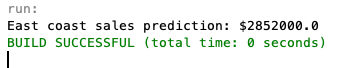 run:
East coast sales prediction: $2852000.0
BUILD SUCCESSFUL (total time: 0 seconds)